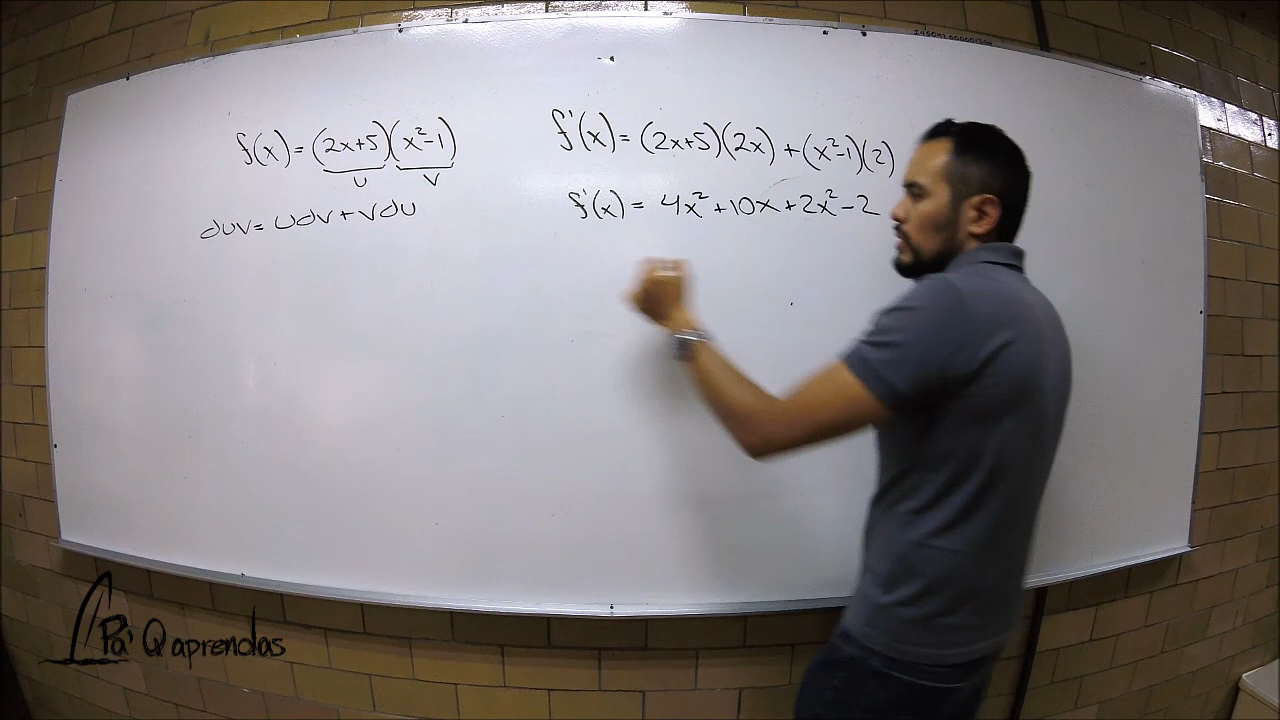 f(x) = (2x+5)(x²-1)
u v
duv = udv + vdu
f'(x) = (2x+5)(2x) + (x²-1)(2)
f'(x) = 4x² + 10x + 2x² - 2
Pa' Q aprendas